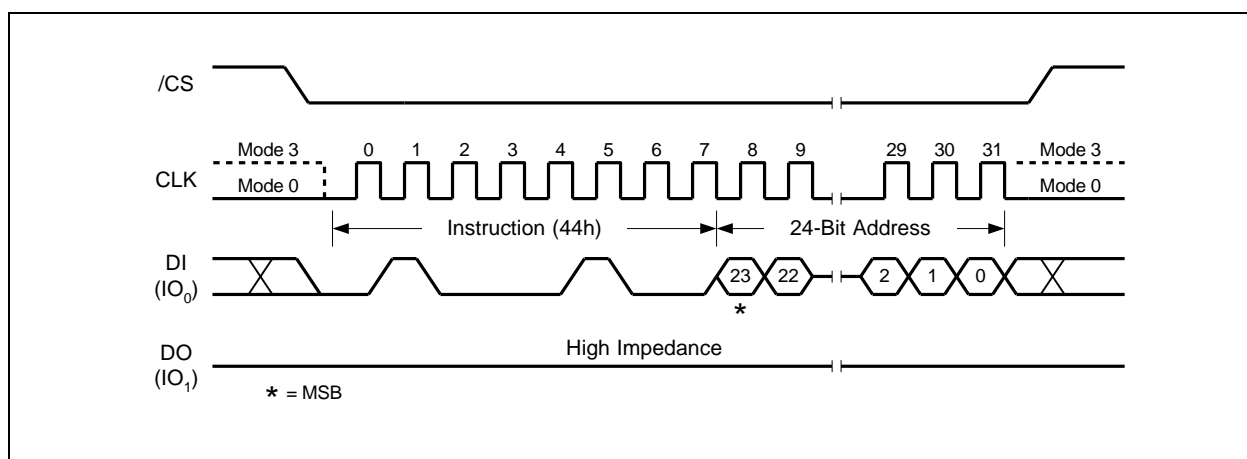 /CS
Mode 3 0 1 2 3 4 5 6 7 8 9 29 30 31 Mode 3
CLK
Mode 0 Mode 0
Instruction (44h) 24-Bit Address
DI
(IO₀)
23 22 2 1 0
*
High Impedance
DO
(IO₁)
* = MSB